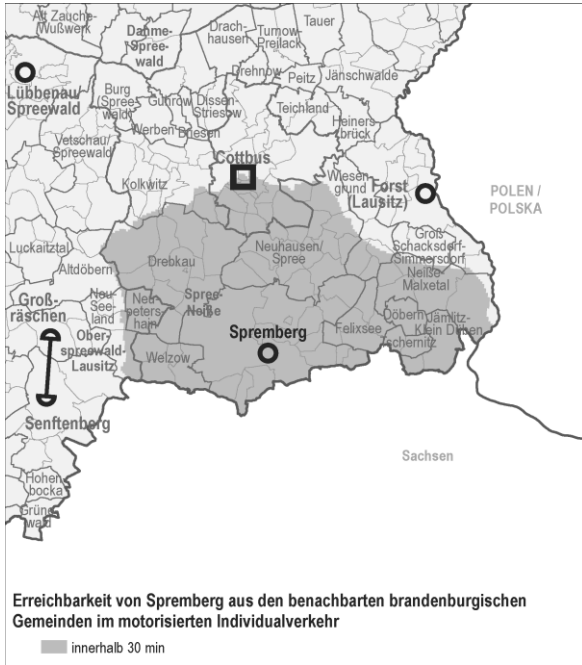 Alt Zauche-
Wußwerk
Dahme-
Spree-
wald
Drach-
hausen
Turnow-
Preilack
Tauer
Drehnow
Peitz
Jänschwalde
Lübbenau/
Spreewald
Burg
(Spree-
wald)
Guhrow
Dissen-
Striesow
Werben
Briesen
Teichland
Heiners
brück
Vetschau/
Spreewald
Cottbus
Kolkwitz
Wiesen-
grund
Forst
(Lausitz)
POLEN /
POLSKA
Luckaitztal
Altdöbern
Drebkau
Neuhausen/
Spree
Groß
Schacksdorf-
Simmersdorf
Neiße-
Malxetal
Groß-
räschen
Neu-
Seeland
Neu-
peters-
hain
Spree-
Neiße
Döbern
Jämlitz-
Klein Düben
Ober-
spreewald-
Lausitz
Spremberg
Felixsee
Tschernitz
Welzow
Senftenberg
Sachsen
Hohen-
bocka
Grüne-
wald
Erreichbarkeit von Spremberg aus den benachbarten brandenburgischen
Gemeinden im motorisierten Individualverkehr
innerhalb 30 min